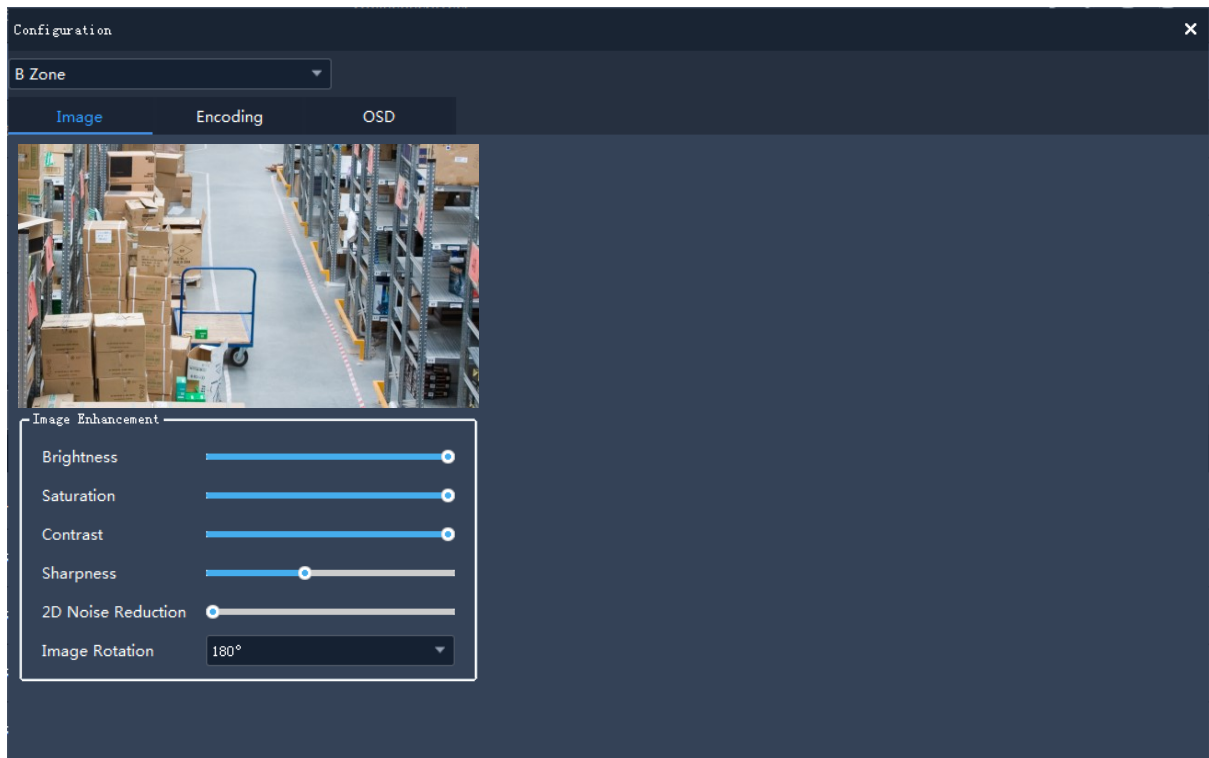 Configuration
B Zone
Image Encoding OSD
Image Enhancement
Brightness
Saturation
Contrast
Sharpness
2D Noise Reduction
Image Rotation 180°